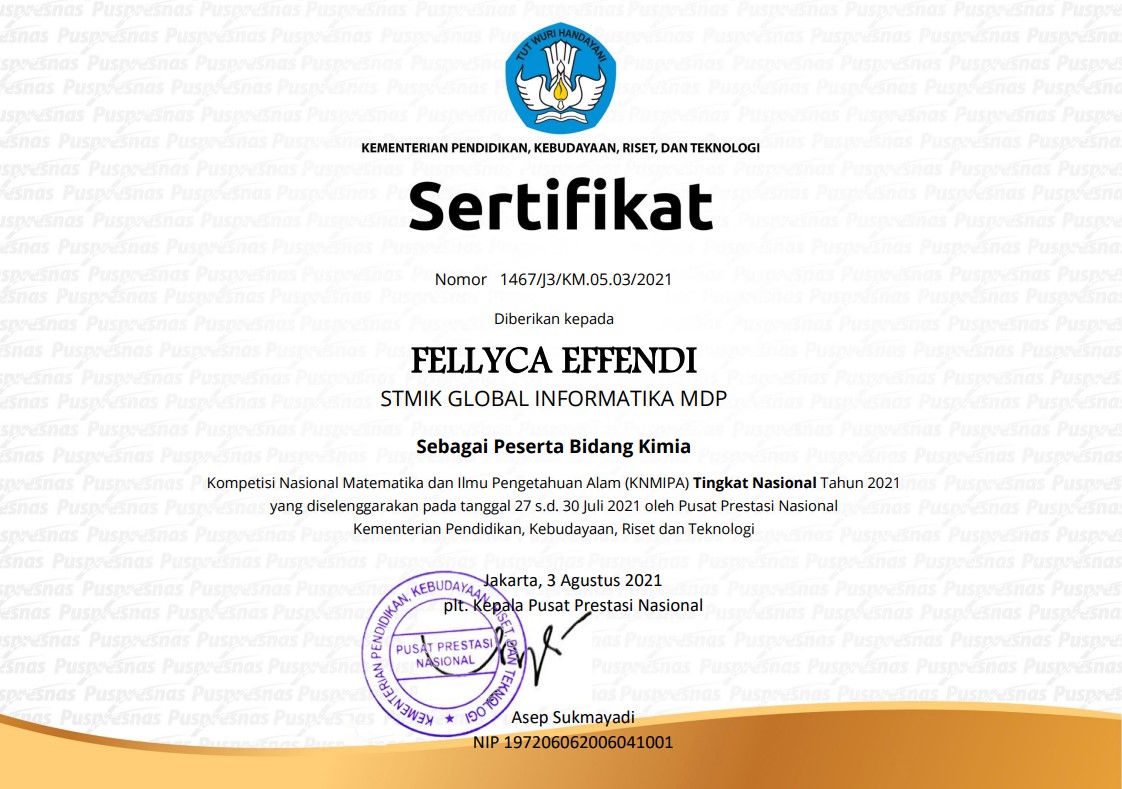 TUT WURI HANDAYANI
KEMENTERIAN PENDIDIKAN, KEBUDAYAAN, RISET, DAN TEKNOLOGI
Sertifikat
Nomor 1467/J3/KM.05.03/2021
Diberikan kepada
FELLYCA EFFENDI
STMIK GLOBAL INFORMATIKA MDP
Sebagai Peserta Bidang Kimia
Kompetisi Nasional Matematika dan Ilmu Pengetahuan Alam (KNMIPA) Tingkat Nasional Tahun 2021
yang diselenggarakan pada tanggal 27 s.d. 30 Juli 2021 oleh Pusat Prestasi Nasional
Kementerian Pendidikan, Kebudayaan, Riset dan Teknologi
Jakarta, 3 Agustus 2021
plt. Kepala Pusat Prestasi Nasional
KEMENTERIAN PENDIDIKAN, KEBUDAYAAN, RISET, DAN TEKNOLOGI
PUSAT PRESTASI
NASIONAL
Asep Sukmayadi
NIP 197206062006041001